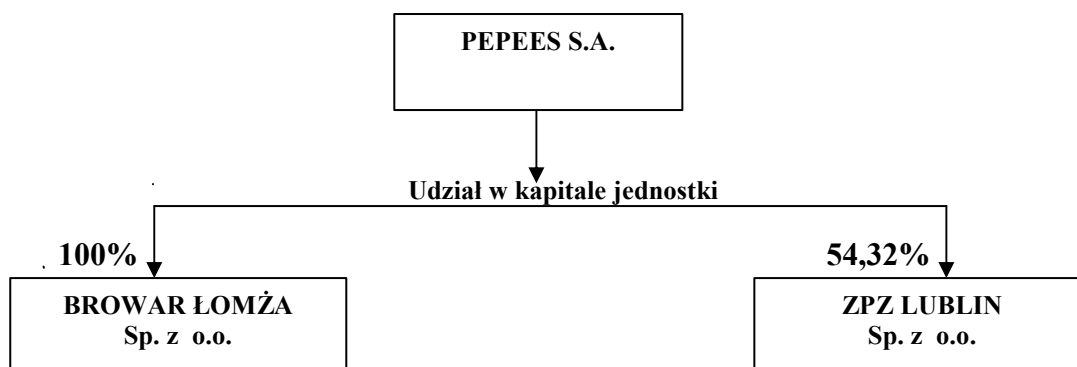 PEPEES S.A.
Udział w kapitale jednostki
100%
54,32%
BROWAR ŁOMŻA
Sp. z o.o.
ZPZ LUBLIN
Sp. z o.o.